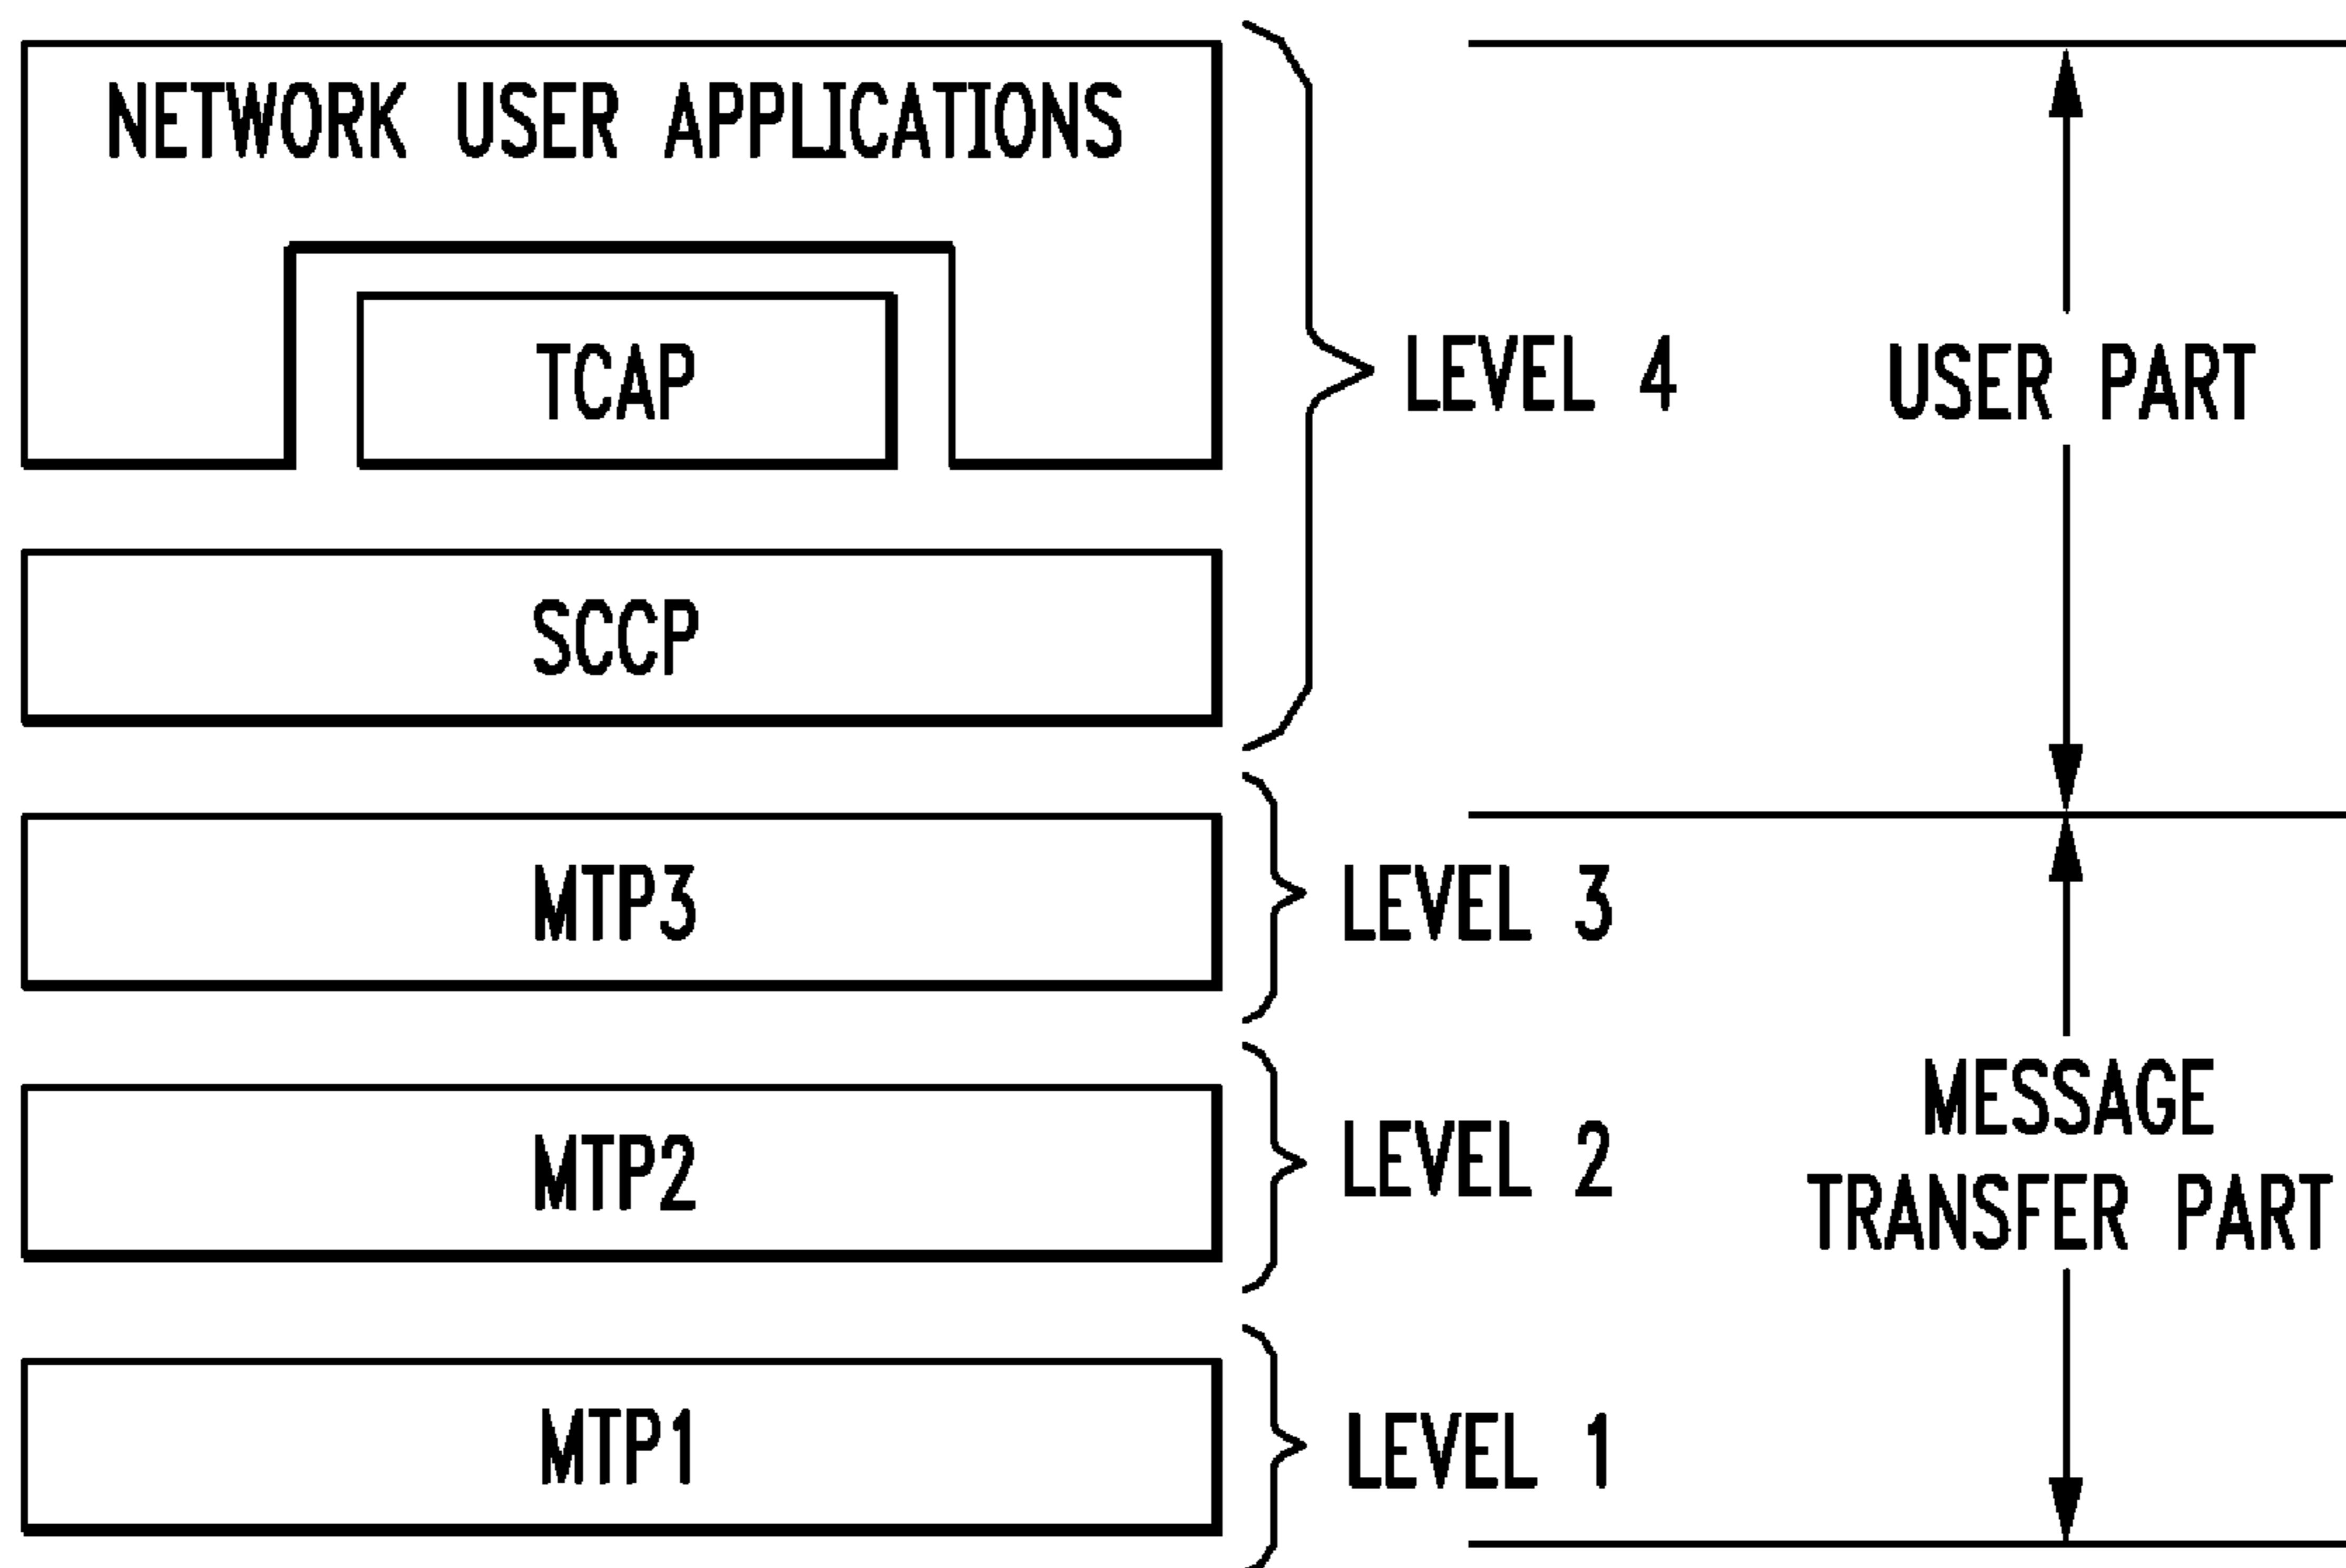 NETWORK USER APPLICATIONS
TCAP
LEVEL 4
USER PART
SCCP
MTP3
LEVEL 3
MESSAGE
TRANSFER PART
MTP2
LEVEL 2
MTP1
LEVEL 1